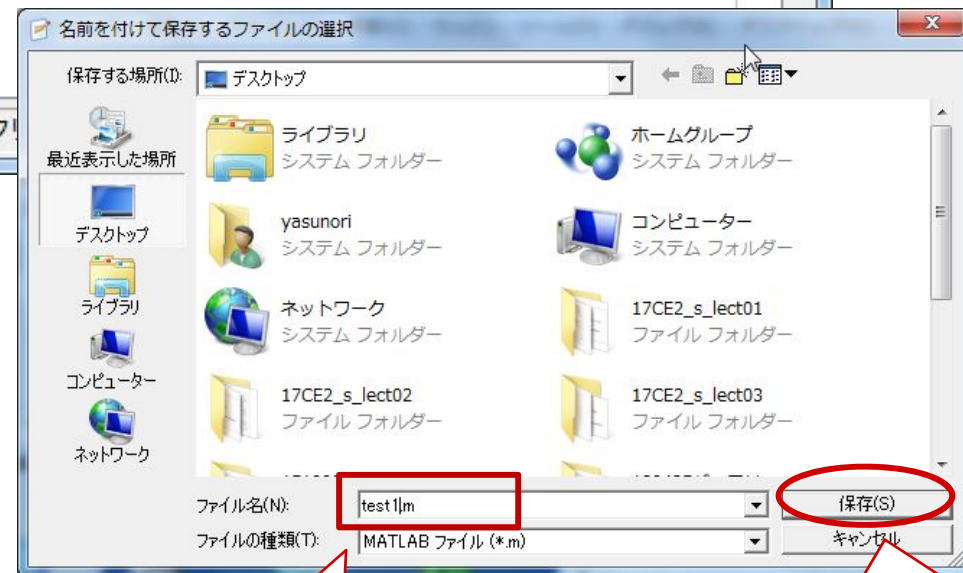 名前を付けて保存するファイルの選択
保存する場所(I):
デスクトップ
最近表示した場所
デスクトップ
ライブラリ
コンピューター
ネットワーク
ライブラリ
システム フォルダー
ホームグループ
システム フォルダー
yasunori
システム フォルダー
コンピューター
システム フォルダー
ネットワーク
システム フォルダー
17CE2_s_lect01
ファイル フォルダー
17CE2_s_lect02
ファイル フォルダー
17CE2_s_lect03
ファイル フォルダー
ファイル名(N):
test1.m
保存(S)
ファイルの種類(T):
MATLAB ファイル (*.m)
キャンセル